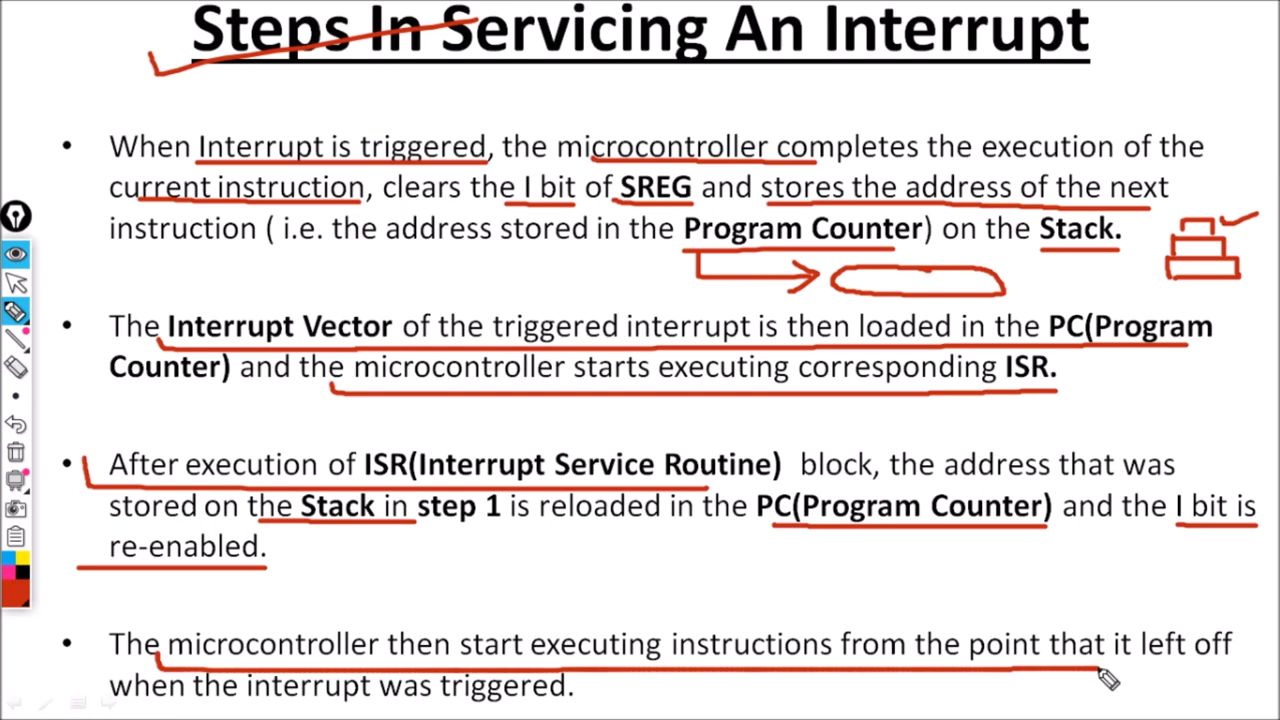 Steps In Servicing An Interrupt
• When Interrupt is triggered, the microcontroller completes the execution of the
current instruction, clears the I bit of SREG and stores the address of the next
instruction ( i.e. the address stored in the Program Counter) on the Stack.
• The Interrupt Vector of the triggered interrupt is then loaded in the PC(Program
Counter) and the microcontroller starts executing corresponding ISR.
• After execution of ISR(Interrupt Service Routine) block, the address that was
stored on the Stack in step 1 is reloaded in the PC(Program Counter) and the I bit is
re-enabled.
• The microcontroller then start executing instructions from the point that it left off
when the interrupt was triggered.